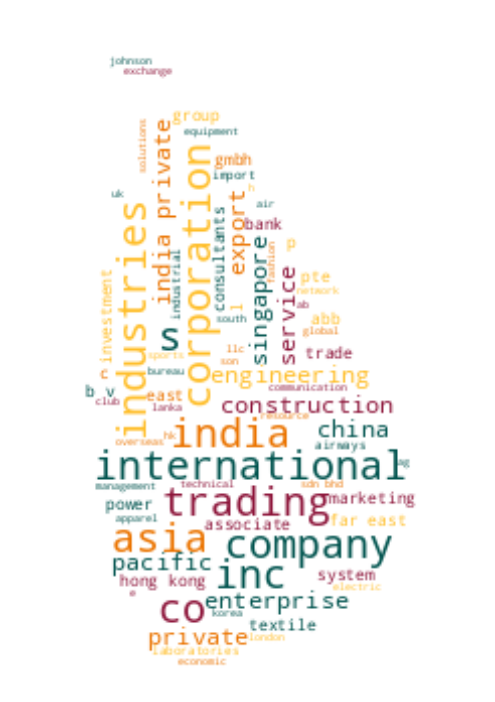 johnson
exchange
group
equipment
solutions
india private
corporation
gmbh
import
h
uk
air
industries
export
bank
consultants
singapore
fashion
p
service
industrial
l
investment
pte
network
ab
south
abb
global
s
llc
son
trade
sports
bureau
r
engineering
b v
club
east
communication
lanka
construction
resource
india
china
hk
overseas
airways
international
ag
management
technical
sdn bhd
trading
marketing
power
apparel
associate
far east
asia
company
pacific
inc
system
hong kong
electric
e
co
enterprise
korea
textile
private
london
laboratories
economic